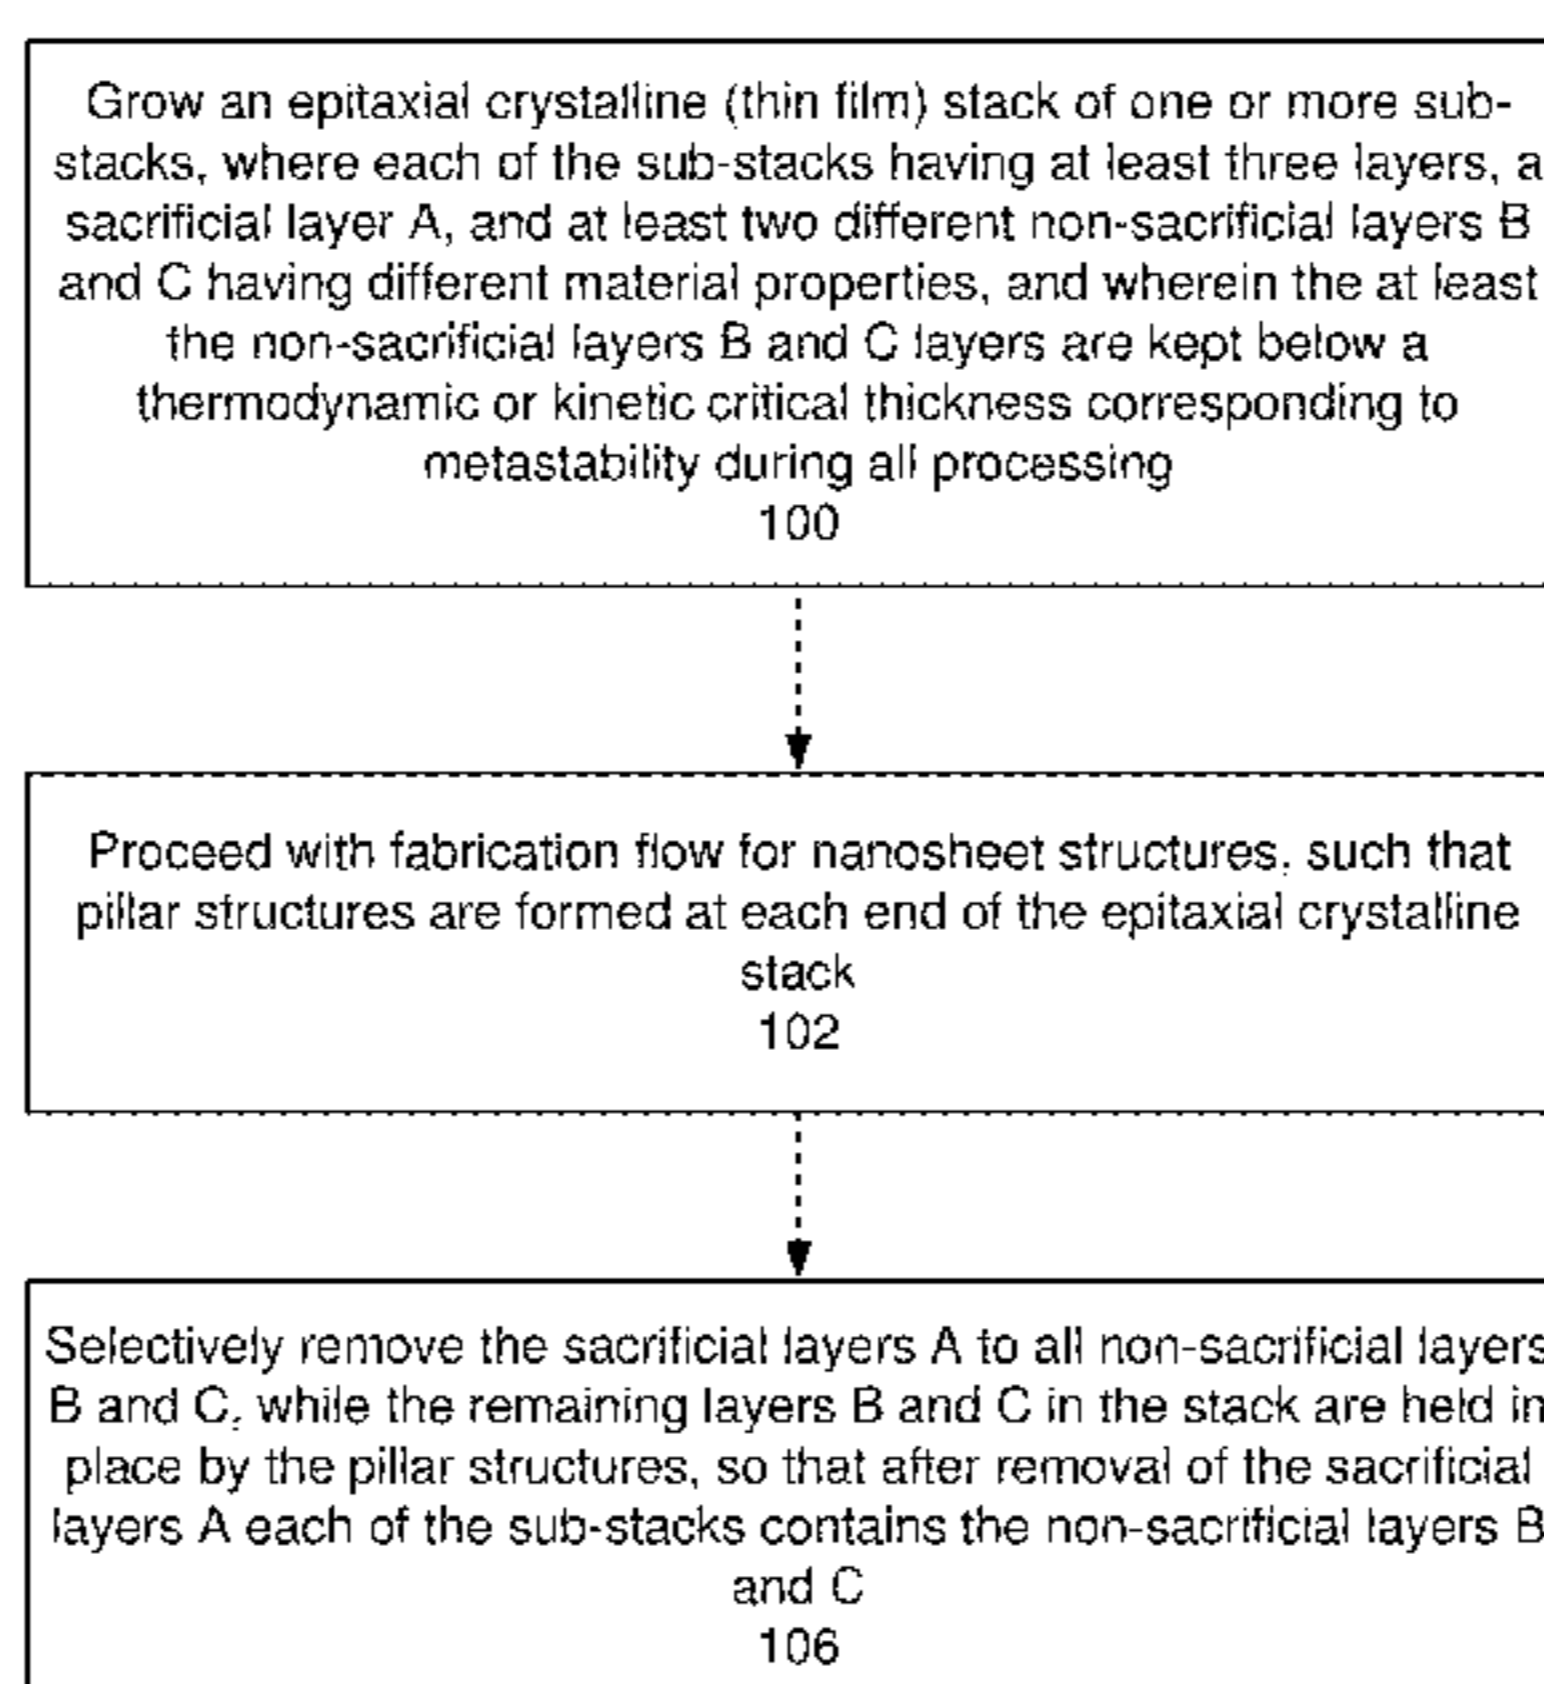 Grow an epitaxial crystalline (thin film) stack of one or more sub-
stacks, where each of the sub-stacks having at least three layers, a
sacrificial layer A, and at least two different non-sacrificial layers B
and C having different material properties, and wherein the at least
the non-sacrificial layers B and C layers are kept below a
thermodynamic or kinetic critical thickness corresponding to
metastability during all processing
100
Proceed with fabrication flow for nanosheet structures, such that
pillar structures are formed at each end of the epitaxial crystalline
stack
102
Selectively remove the sacrificial layers A to all non-sacrificial layers
B and C, while the remaining layers B and C in the stack are held in
place by the pillar structures, so that after removal of the sacrificial
layers A each of the sub-stacks contains the non-sacrificial layers B
and C
106